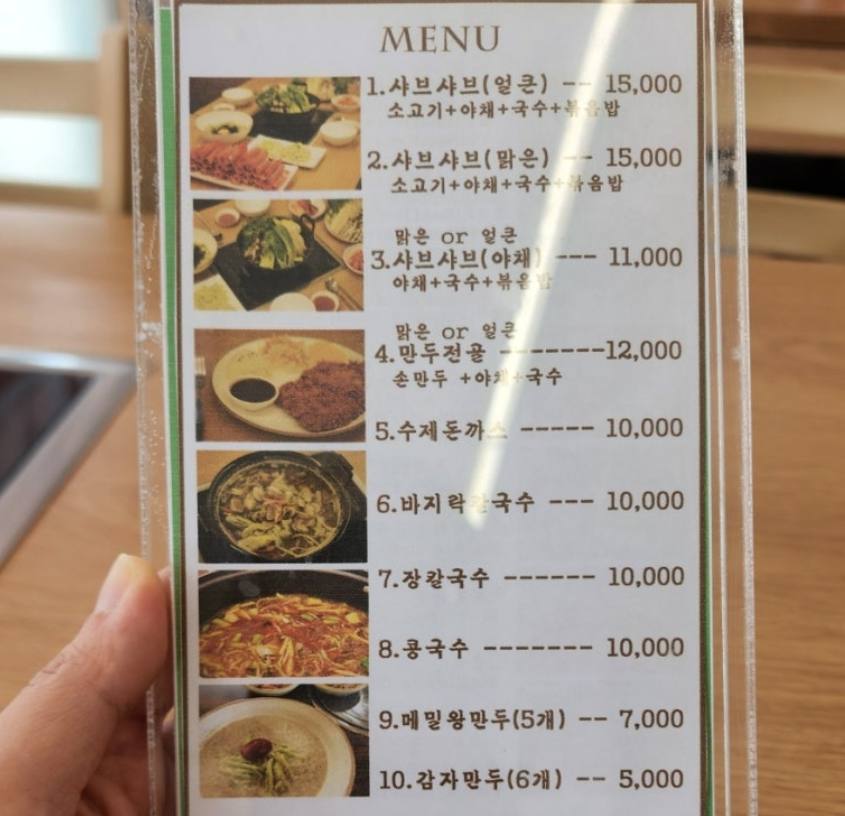 MENU
1.샤브샤브(얼큰) -- 15,000
소고기+야채+국수+볶음밥
2.샤브샤브(맑은) -- 15,000
소고기+야채+국수+볶음밥
맑은 or 얼큰
3.샤브샤브(야채) --- 11,000
야채+국수+볶음밥
맑은 or 얼큰
4.만두전골 -------12,000
손만두 +야채+국수
5.수제돈까스 ----- 10,000
6.바지락칼국수 --- 10,000
7.장칼국수 ------ 10,000
8.콩국수 ------- 10,000
9.메밀왕만두(5개) -- 7,000
10.감자만두(6개) -- 5,000